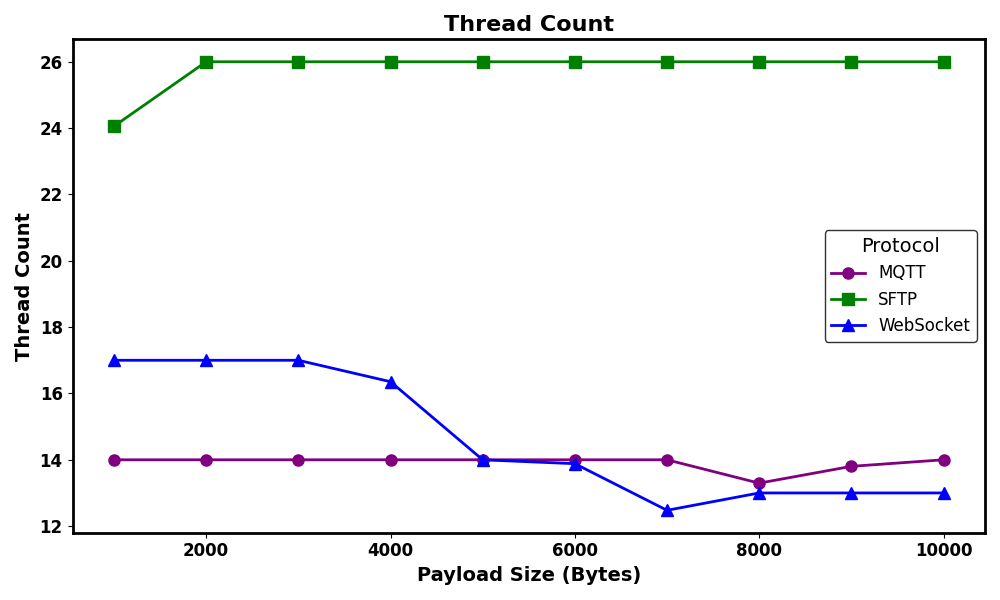 Thread Count
26
24
22
20
18
16
14
12
Thread Count
Protocol
MQTT
SFTP
WebSocket
2000 4000 6000 8000 10000
Payload Size (Bytes)